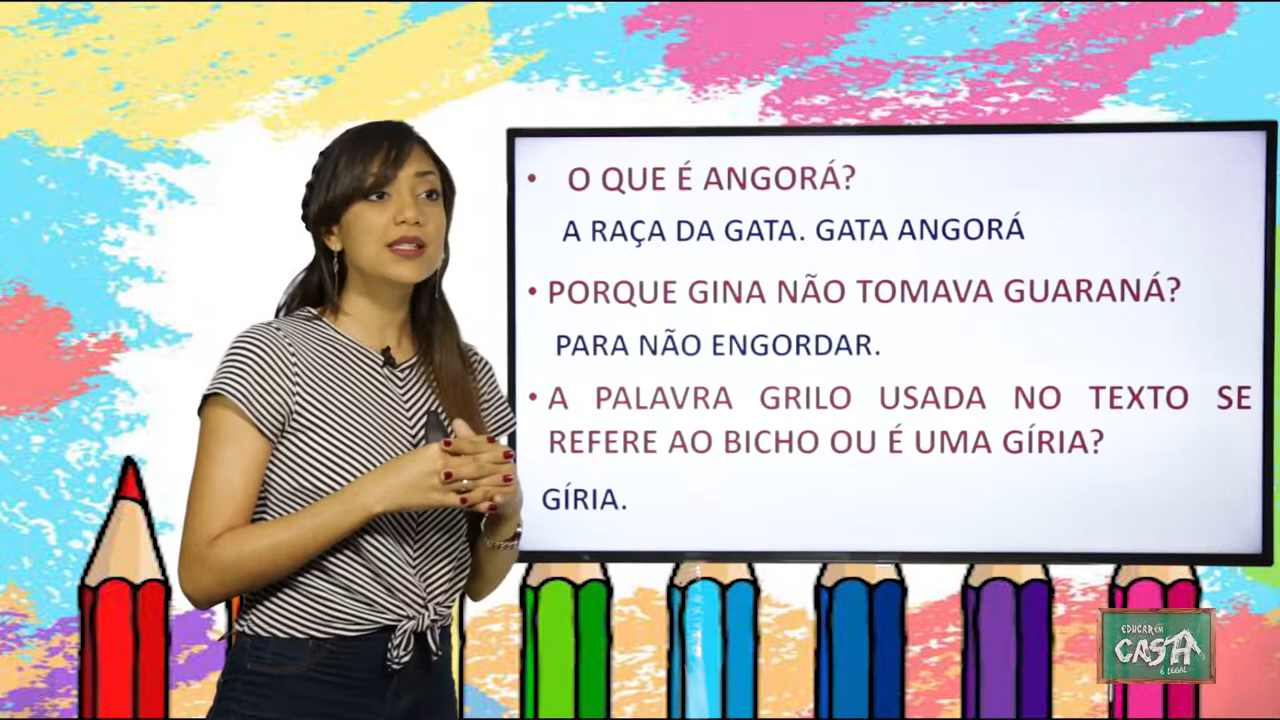 • O QUE É ANGORÁ?
A RAÇA DA GATA. GATA ANGORÁ
• PORQUE GINA NÃO TOMAVA GUARANÁ?
PARA NÃO ENGORDAR.
• A PALAVRA GRILO USADA NO TEXTO SE
REFERE AO BICHO OU É UMA GÍRIA?
GÍRIA.
EDUCAR EM
CASA
É LEGAL